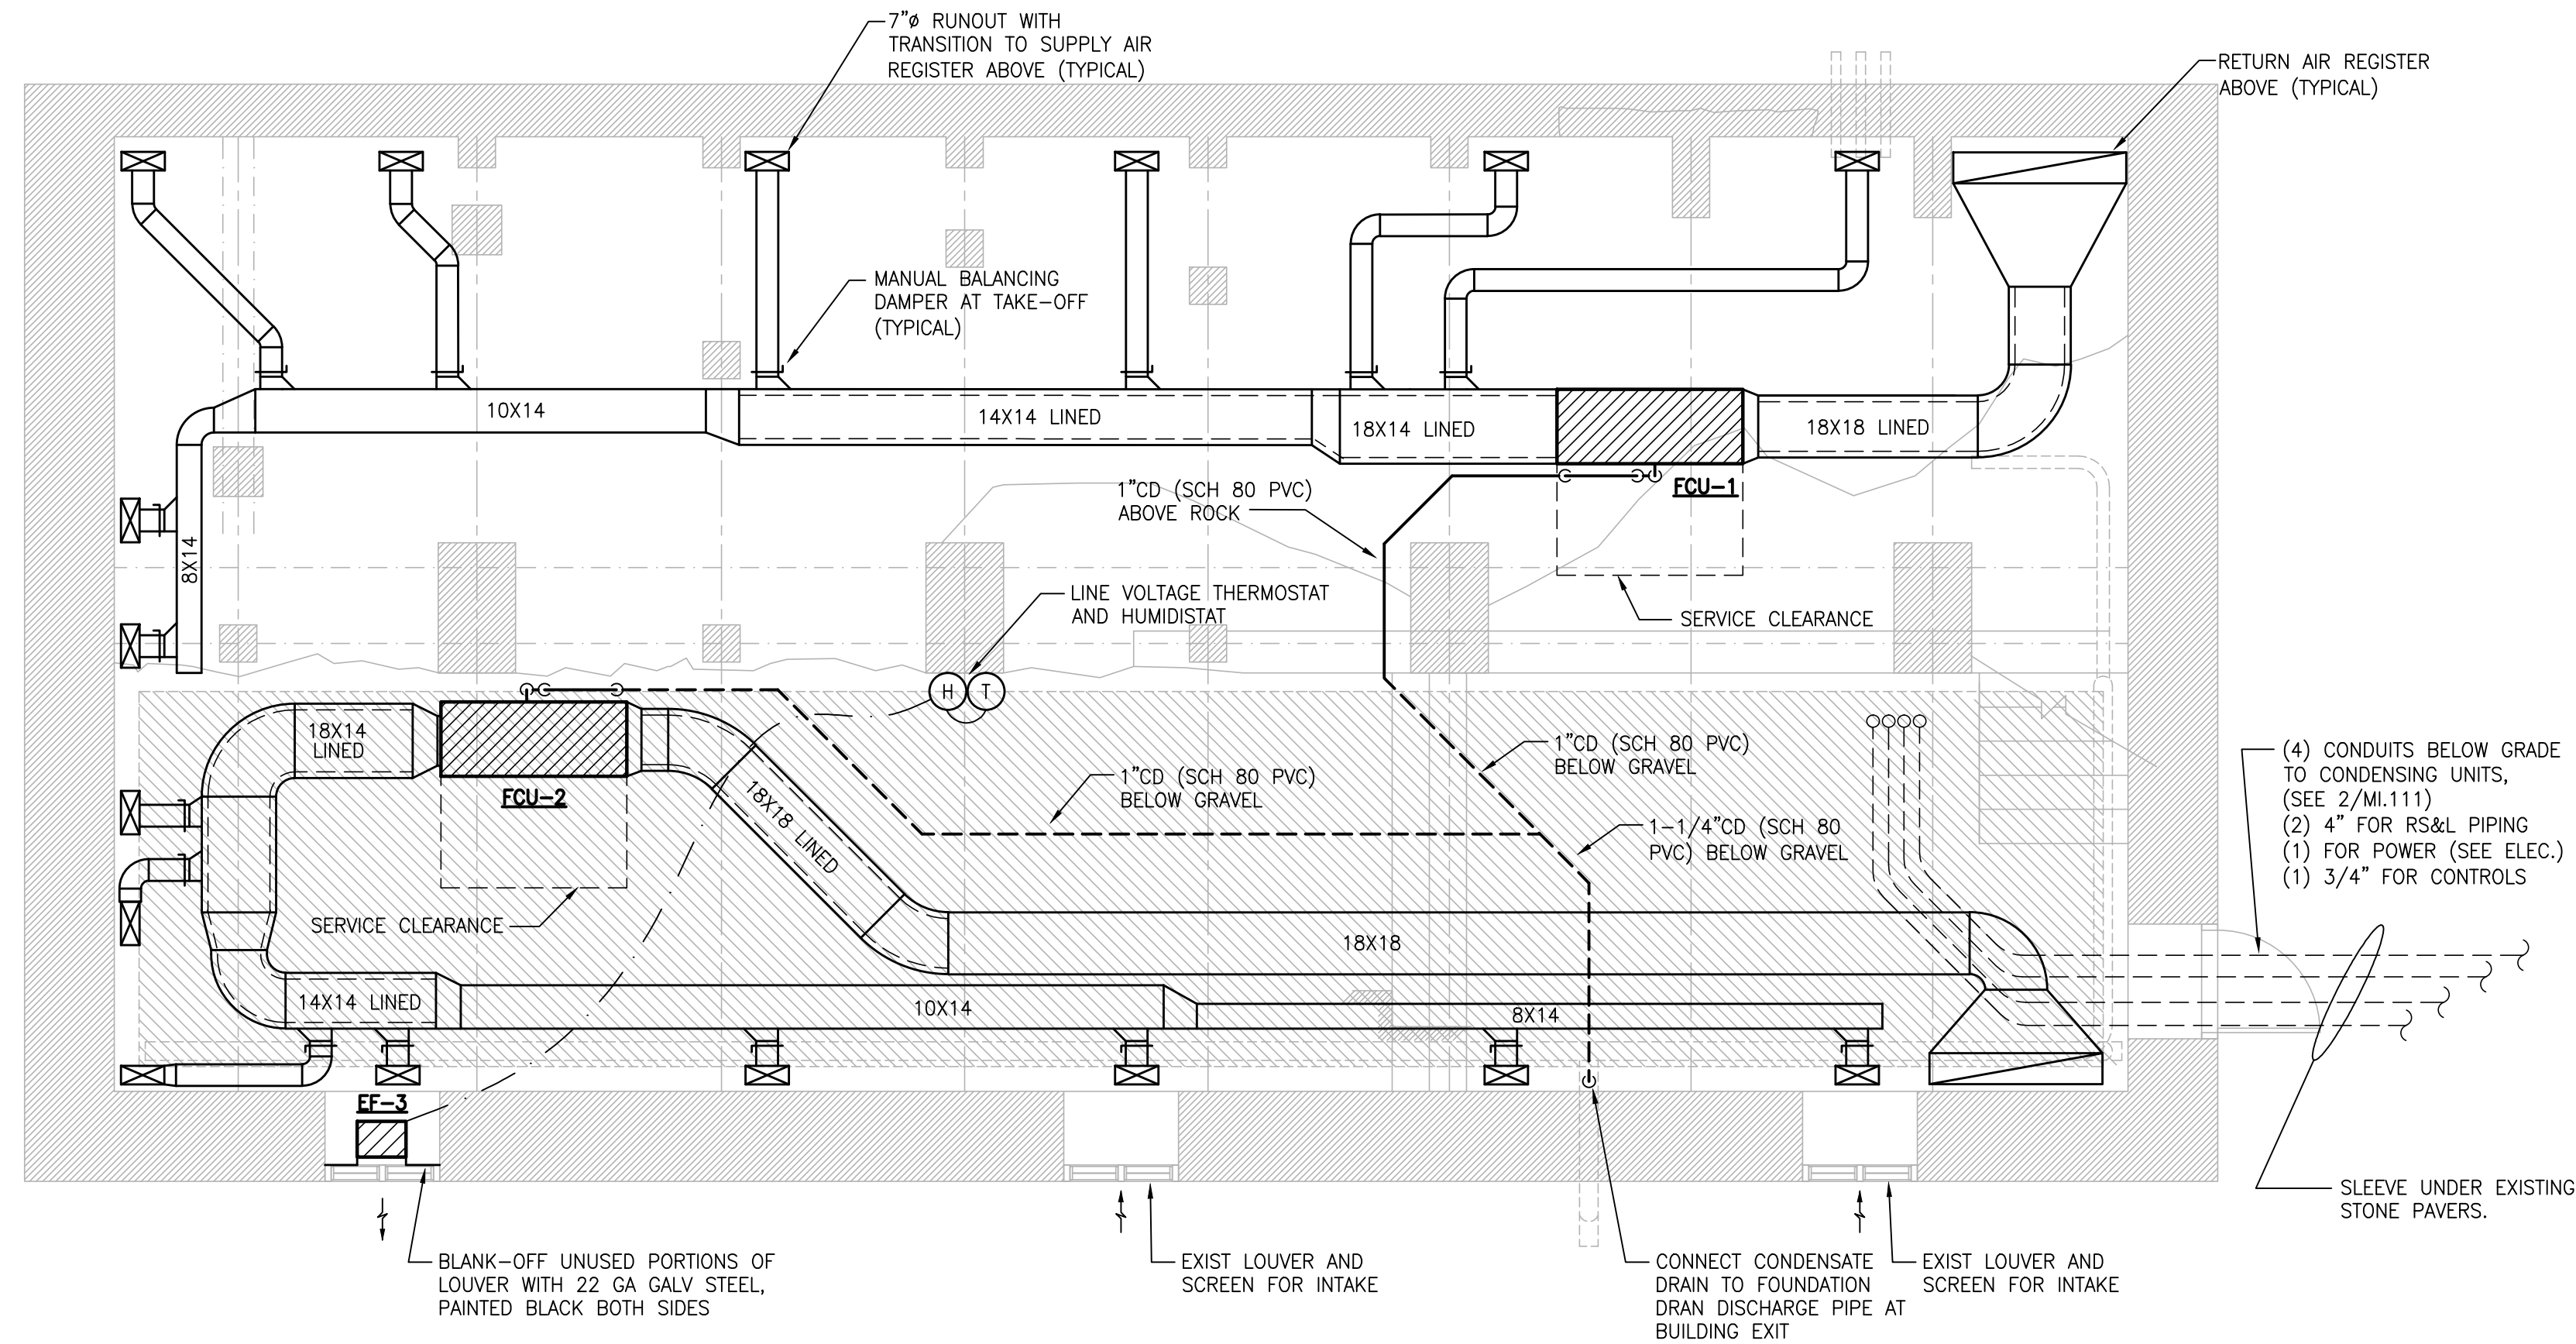 7"ø RUNOUT WITH
TRANSITION TO SUPPLY AIR
REGISTER ABOVE (TYPICAL)
RETURN AIR REGISTER
ABOVE (TYPICAL)
MANUAL BALANCING
DAMPER AT TAKE-OFF
(TYPICAL)
10X14
14X14 LINED
18X14 LINED
18X18 LINED
FCU-1
1"CD (SCH 80 PVC)
ABOVE ROCK
8X14
LINE VOLTAGE THERMOSTAT
AND HUMIDISTAT
SERVICE CLEARANCE
H
T
18X14
LINED
FCU-2
18X18 LINED
1"CD (SCH 80 PVC)
BELOW GRAVEL
1"CD (SCH 80 PVC)
BELOW GRAVEL
1-1/4"CD (SCH 80
PVC) BELOW GRAVEL
(4) CONDUITS BELOW GRADE
TO CONDENSING UNITS,
(SEE 2/MI.111)
(2) 4" FOR RS&L PIPING
(1) FOR POWER (SEE ELEC.)
(1) 3/4" FOR CONTROLS
SERVICE CLEARANCE
18X18
14X14 LINED
10X14
8X14
EF-3
SLEEVE UNDER EXISTING
STONE PAVERS.
BLANK-OFF UNUSED PORTIONS OF
LOUVER WITH 22 GA GALV STEEL,
PAINTED BLACK BOTH SIDES
EXIST LOUVER AND
SCREEN FOR INTAKE
CONNECT CONDENSATE
DRAIN TO FOUNDATION
DRAN DISCHARGE PIPE AT
BUILDING EXIT
EXIST LOUVER AND
SCREEN FOR INTAKE